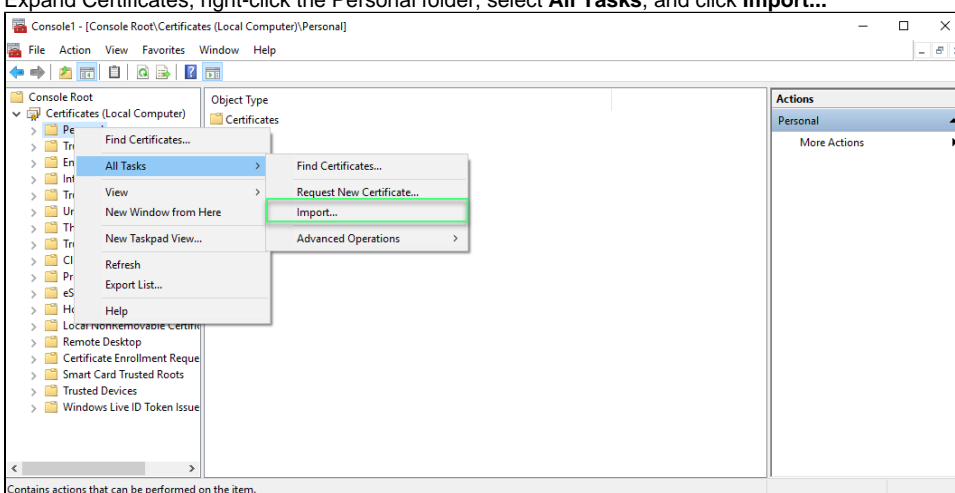 Expand Certificates, right-click the Personal folder, select All Tasks, and click Import...
Console1 - [Console Root\Certificates (Local Computer)\Personal]
File Action View Favorites Window Help
Console Root
Certificates (Local Computer)
Object Type
Certificates
Actions
Personal
More Actions
Find Certificates...
All Tasks
View
New Window from Here
New Taskpad View...
Refresh
Export List...
Help
Find Certificates...
Request New Certificate...
Import...
Advanced Operations
Remote Desktop
Certificate Enrollment Reque
Smart Card Trusted Roots
Trusted Devices
Windows Live ID Token Issue
Contains actions that can be performed on the item.